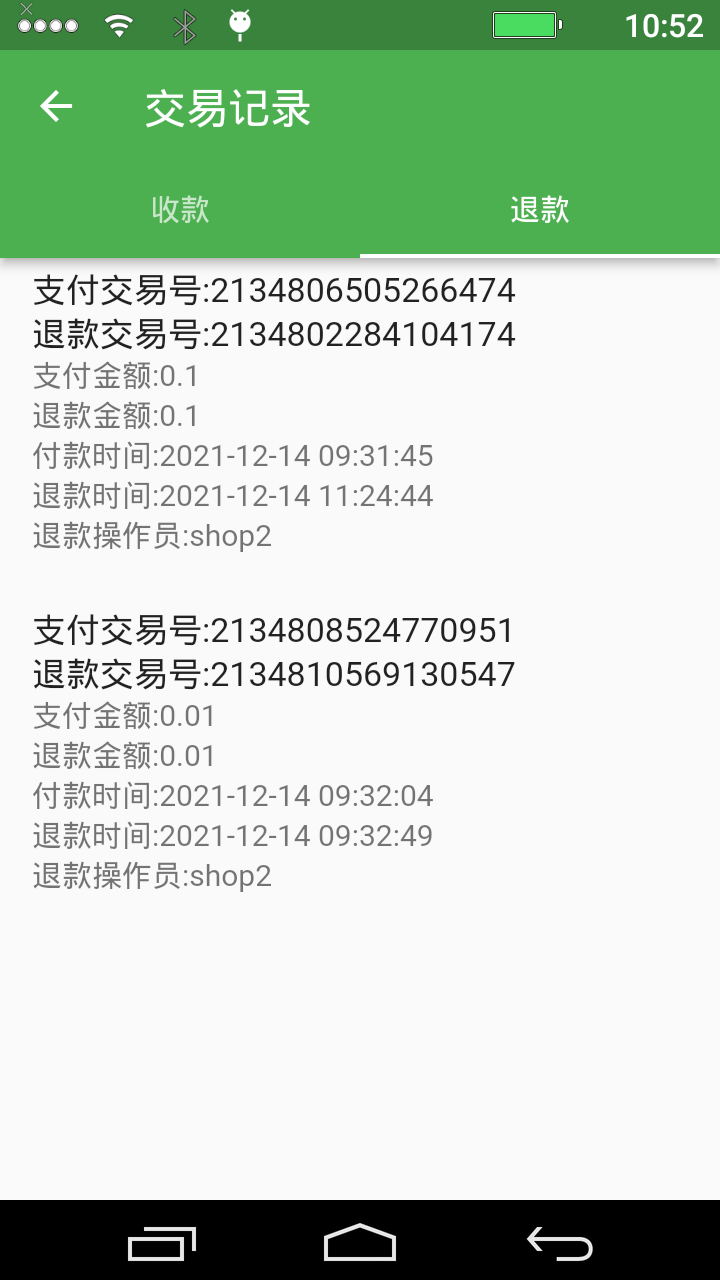 10:52
交易记录
收款 退款
支付交易号:2134806505266474
退款交易号:2134802284104174
支付金额:0.1
退款金额:0.1
付款时间:2021-12-14 09:31:45
退款时间:2021-12-14 11:24:44
退款操作员:shop2
支付交易号:2134808524770951
退款交易号:2134810569130547
支付金额:0.01
退款金额:0.01
付款时间:2021-12-14 09:32:04
退款时间:2021-12-14 09:32:49
退款操作员:shop2